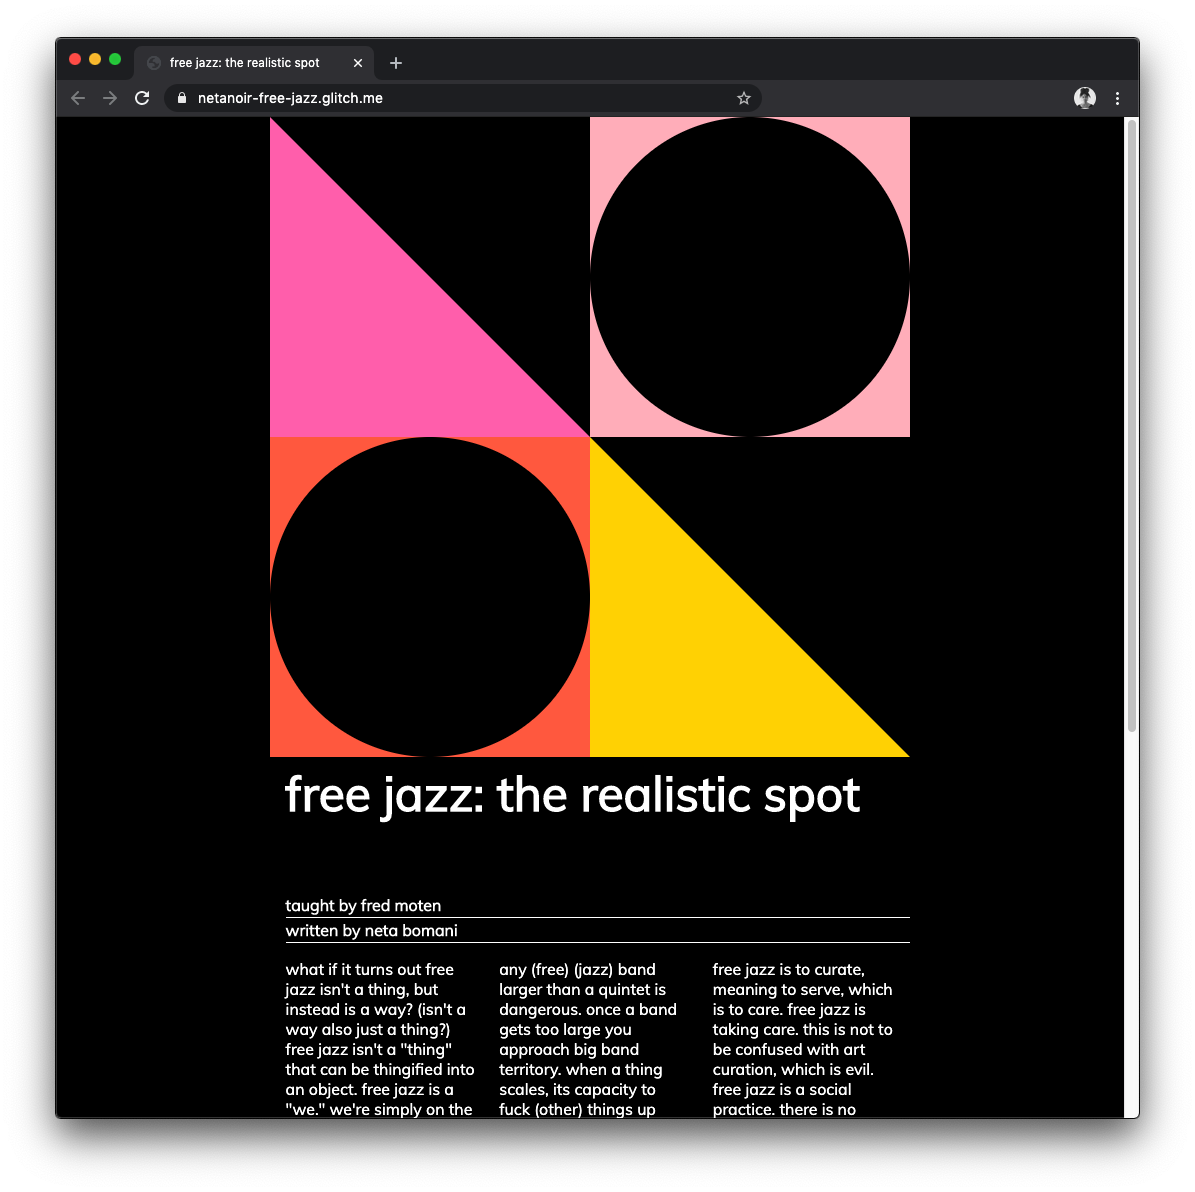 free jazz: the realistic spot
netanoir-free-jazz.glitch.me
free jazz: the realistic spot
taught by fred moten
written by neta bomani
what if it turns out free
jazz isn't a thing, but
instead is a way? (isn't a
way also just a thing?)
free jazz isn't a "thing"
that can be thingified into
an object. free jazz is a
"we." we're simply on the
any (free) (jazz) band
larger than a quintet is
dangerous. once a band
gets too large you
approach big band
territory. when a thing
scales, its capacity to
fuck (other) things up
free jazz is to curate,
meaning to serve, which
is to care. free jazz is
taking care. this is not to
be confused with art
curation, which is evil.
free jazz is a social
practice. there is no